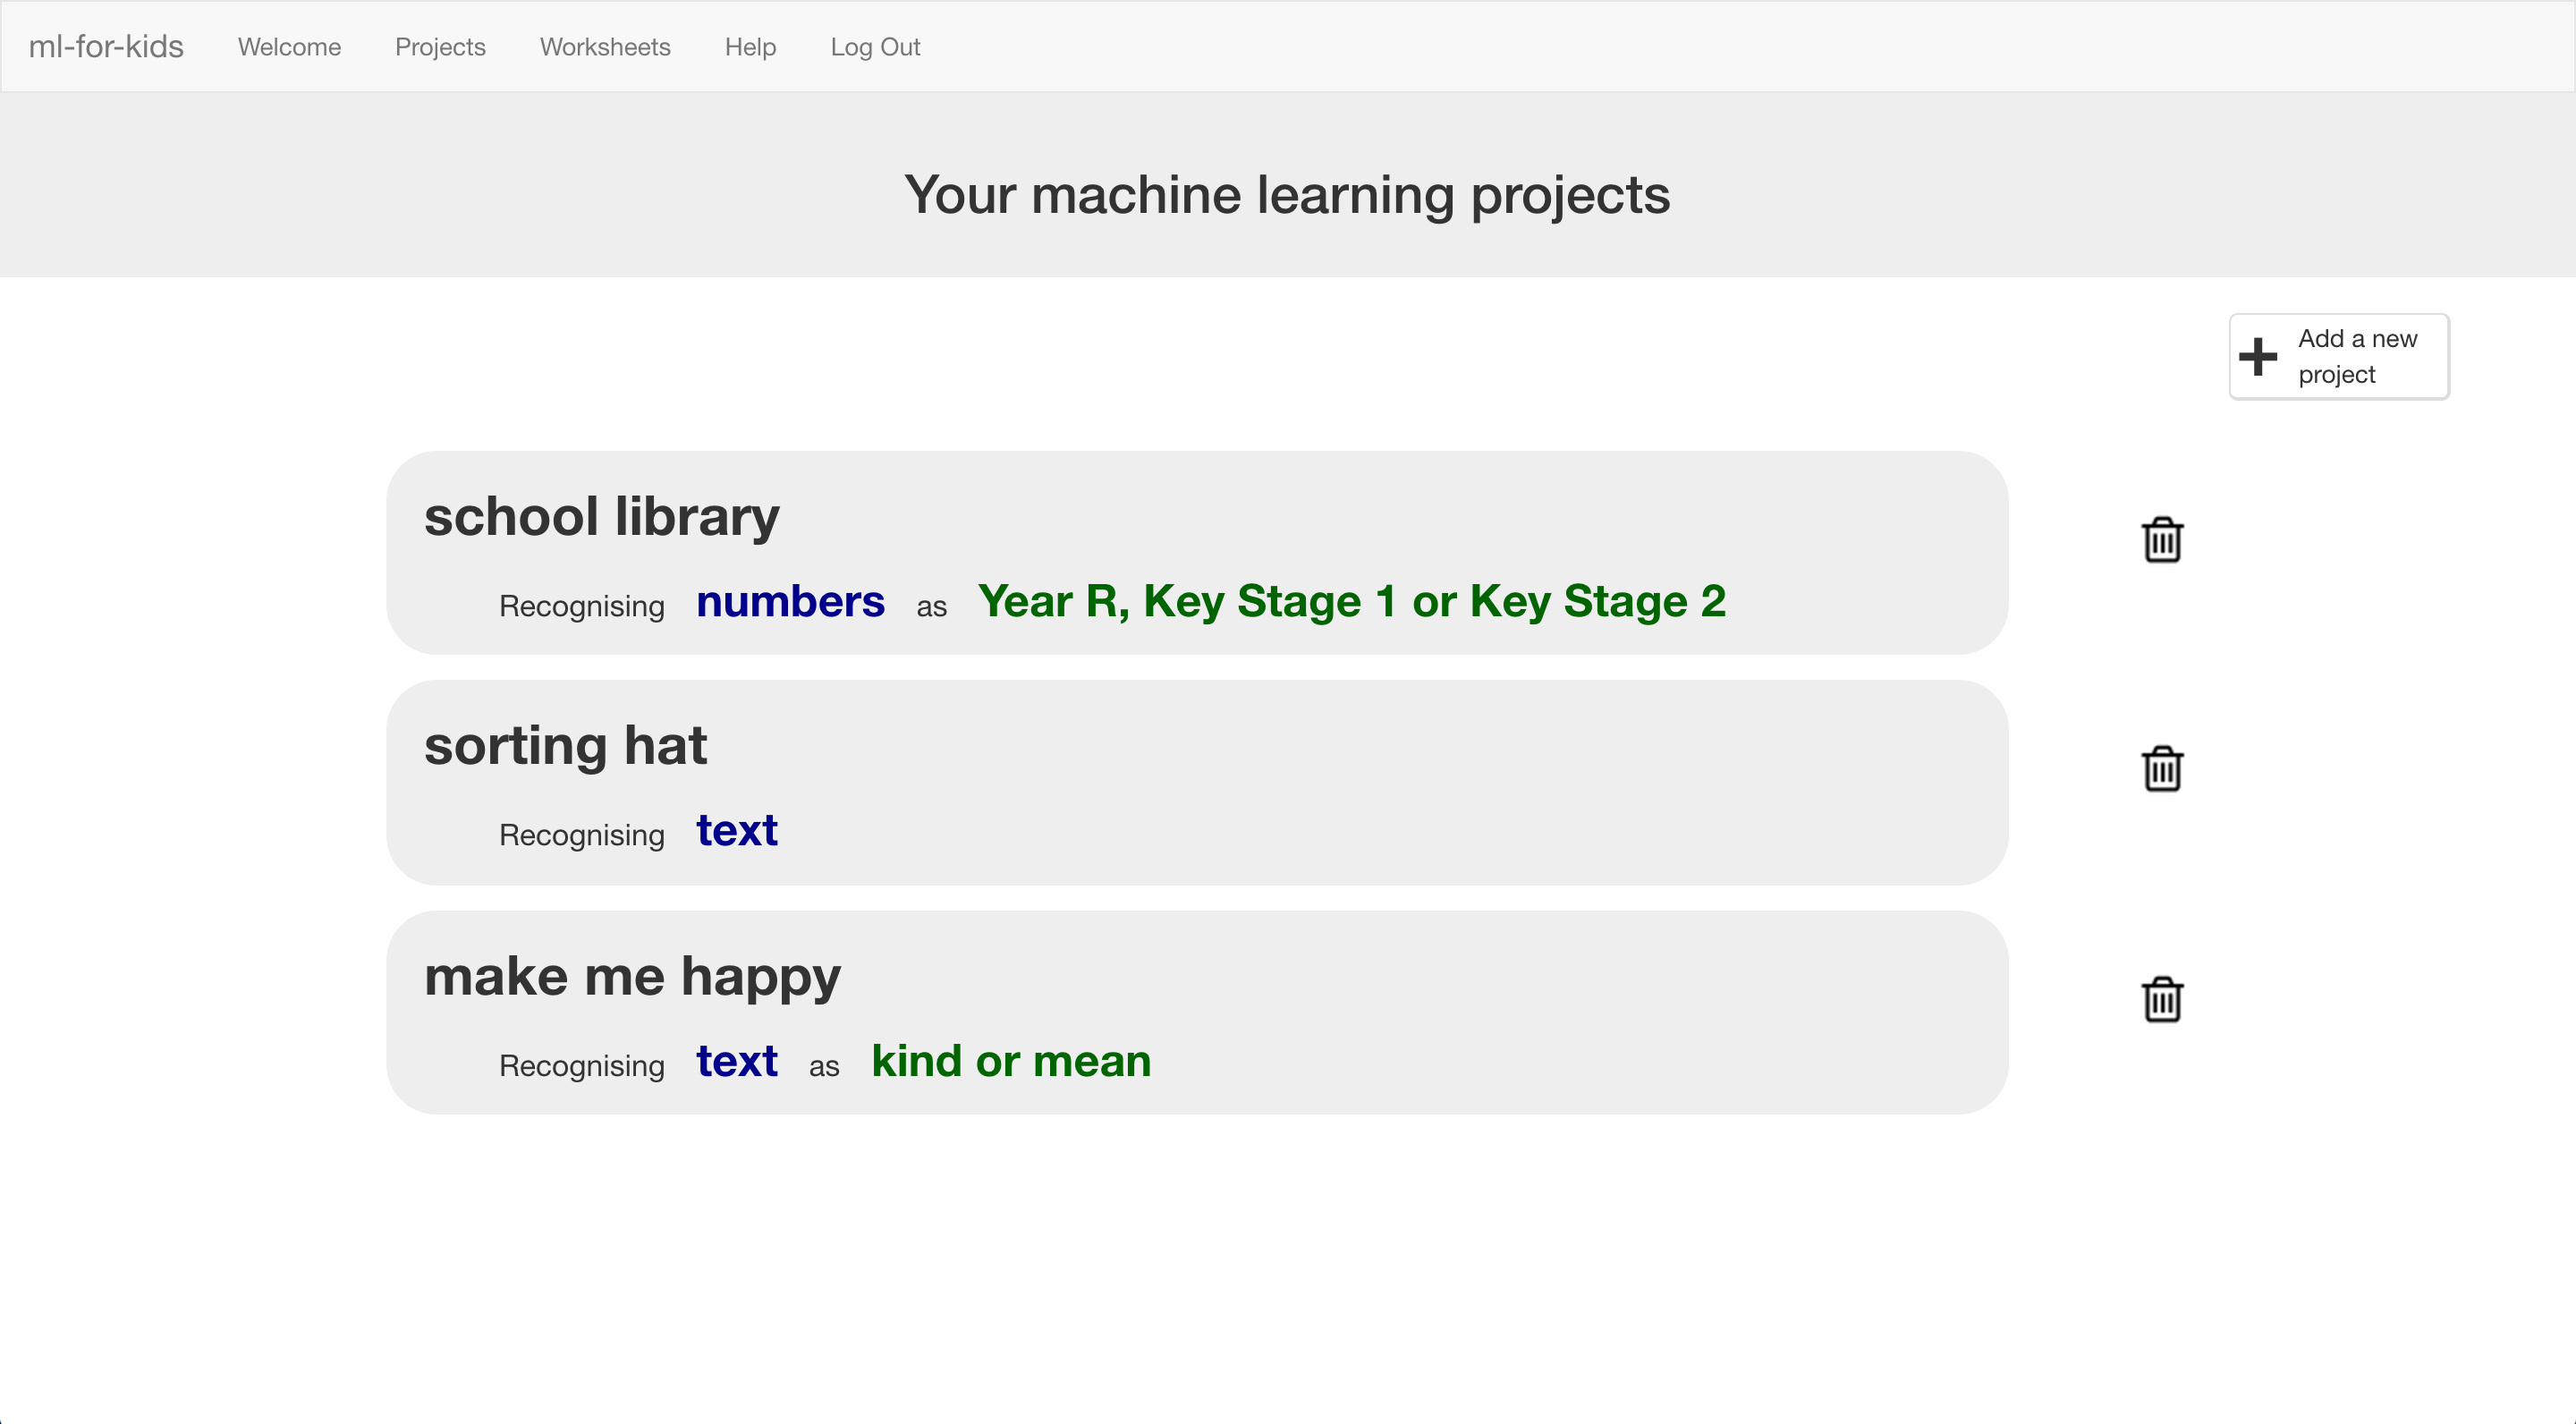 ml-for-kids Welcome Projects Worksheets Help Log Out
Your machine learning projects
Add a new
project
school library
Recognising numbers as Year R, Key Stage 1 or Key Stage 2
sorting hat
Recognising text
make me happy
Recognising text as kind or mean